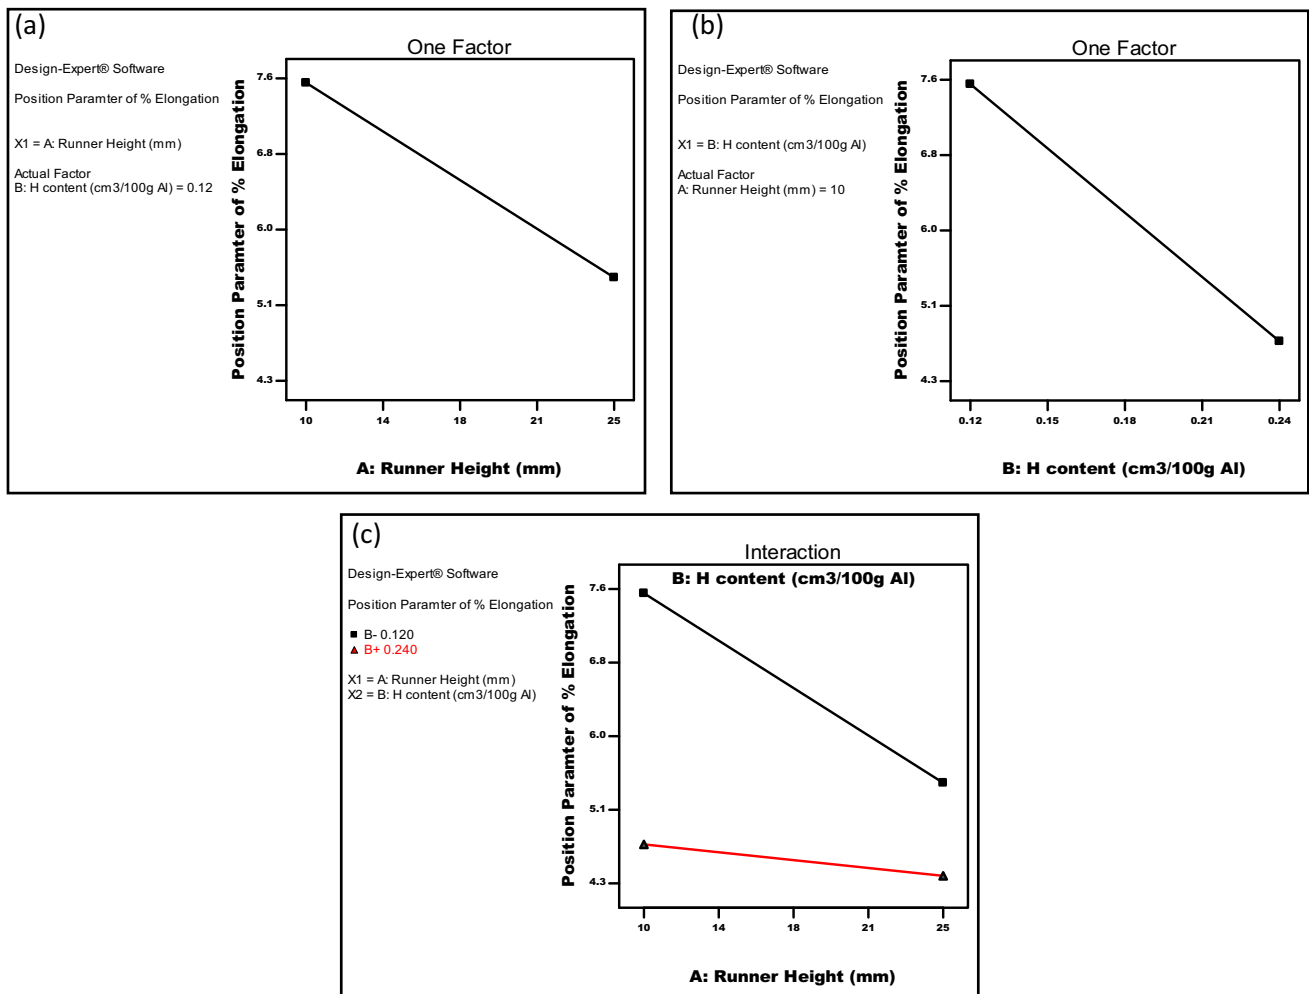 (a)
One Factor
Design-Expert® Software
Position Paramter of % Elongation
X1 = A: Runner Height (mm)
Actual Factor
B: H content (cm3/100g Al) = 0.12
Position Paramter of % Elongation
7.6
6.8
6.0
5.1
4.3
10 14 18 21 25
A: Runner Height (mm)
(b)
One Factor
Design-Expert® Software
Position Paramter of % Elongation
X1 = B: H content (cm3/100g Al)
Actual Factor
A: Runner Height (mm) = 10
Position Paramter of % Elongation
7.6
6.8
6.0
5.1
4.3
0.12 0.15 0.18 0.21 0.24
B: H content (cm3/100g Al)
(c)
Interaction
Design-Expert® Software
Position Paramter of % Elongation
B- 0.120
B+ 0.240
X1 = A: Runner Height (mm)
X2 = B: H content (cm3/100g Al)
B: H content (cm3/100g Al)
Position Paramter of % Elongation
7.6
6.8
6.0
5.1
4.3
10 14 18 21 25
A: Runner Height (mm)